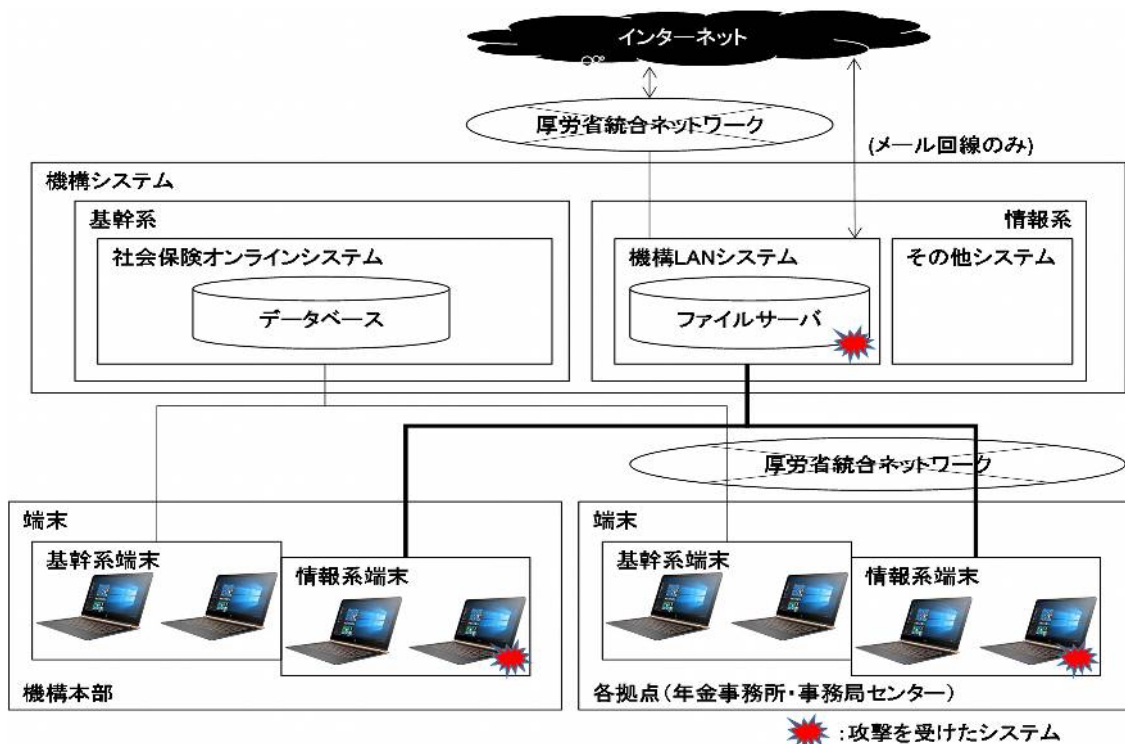 インターネット
厚労省統合ネットワーク
(メール回線のみ)
機構システム
基幹系
情報系
社会保険オンラインシステム
機構LANシステム
その他システム
データベース
ファイルサーバ
厚労省統合ネットワーク
端末
端末
基幹系端末
情報系端末
基幹系端末
情報系端末
機構本部
各拠点(年金事務所・事務局センター)
:攻撃を受けたシステム